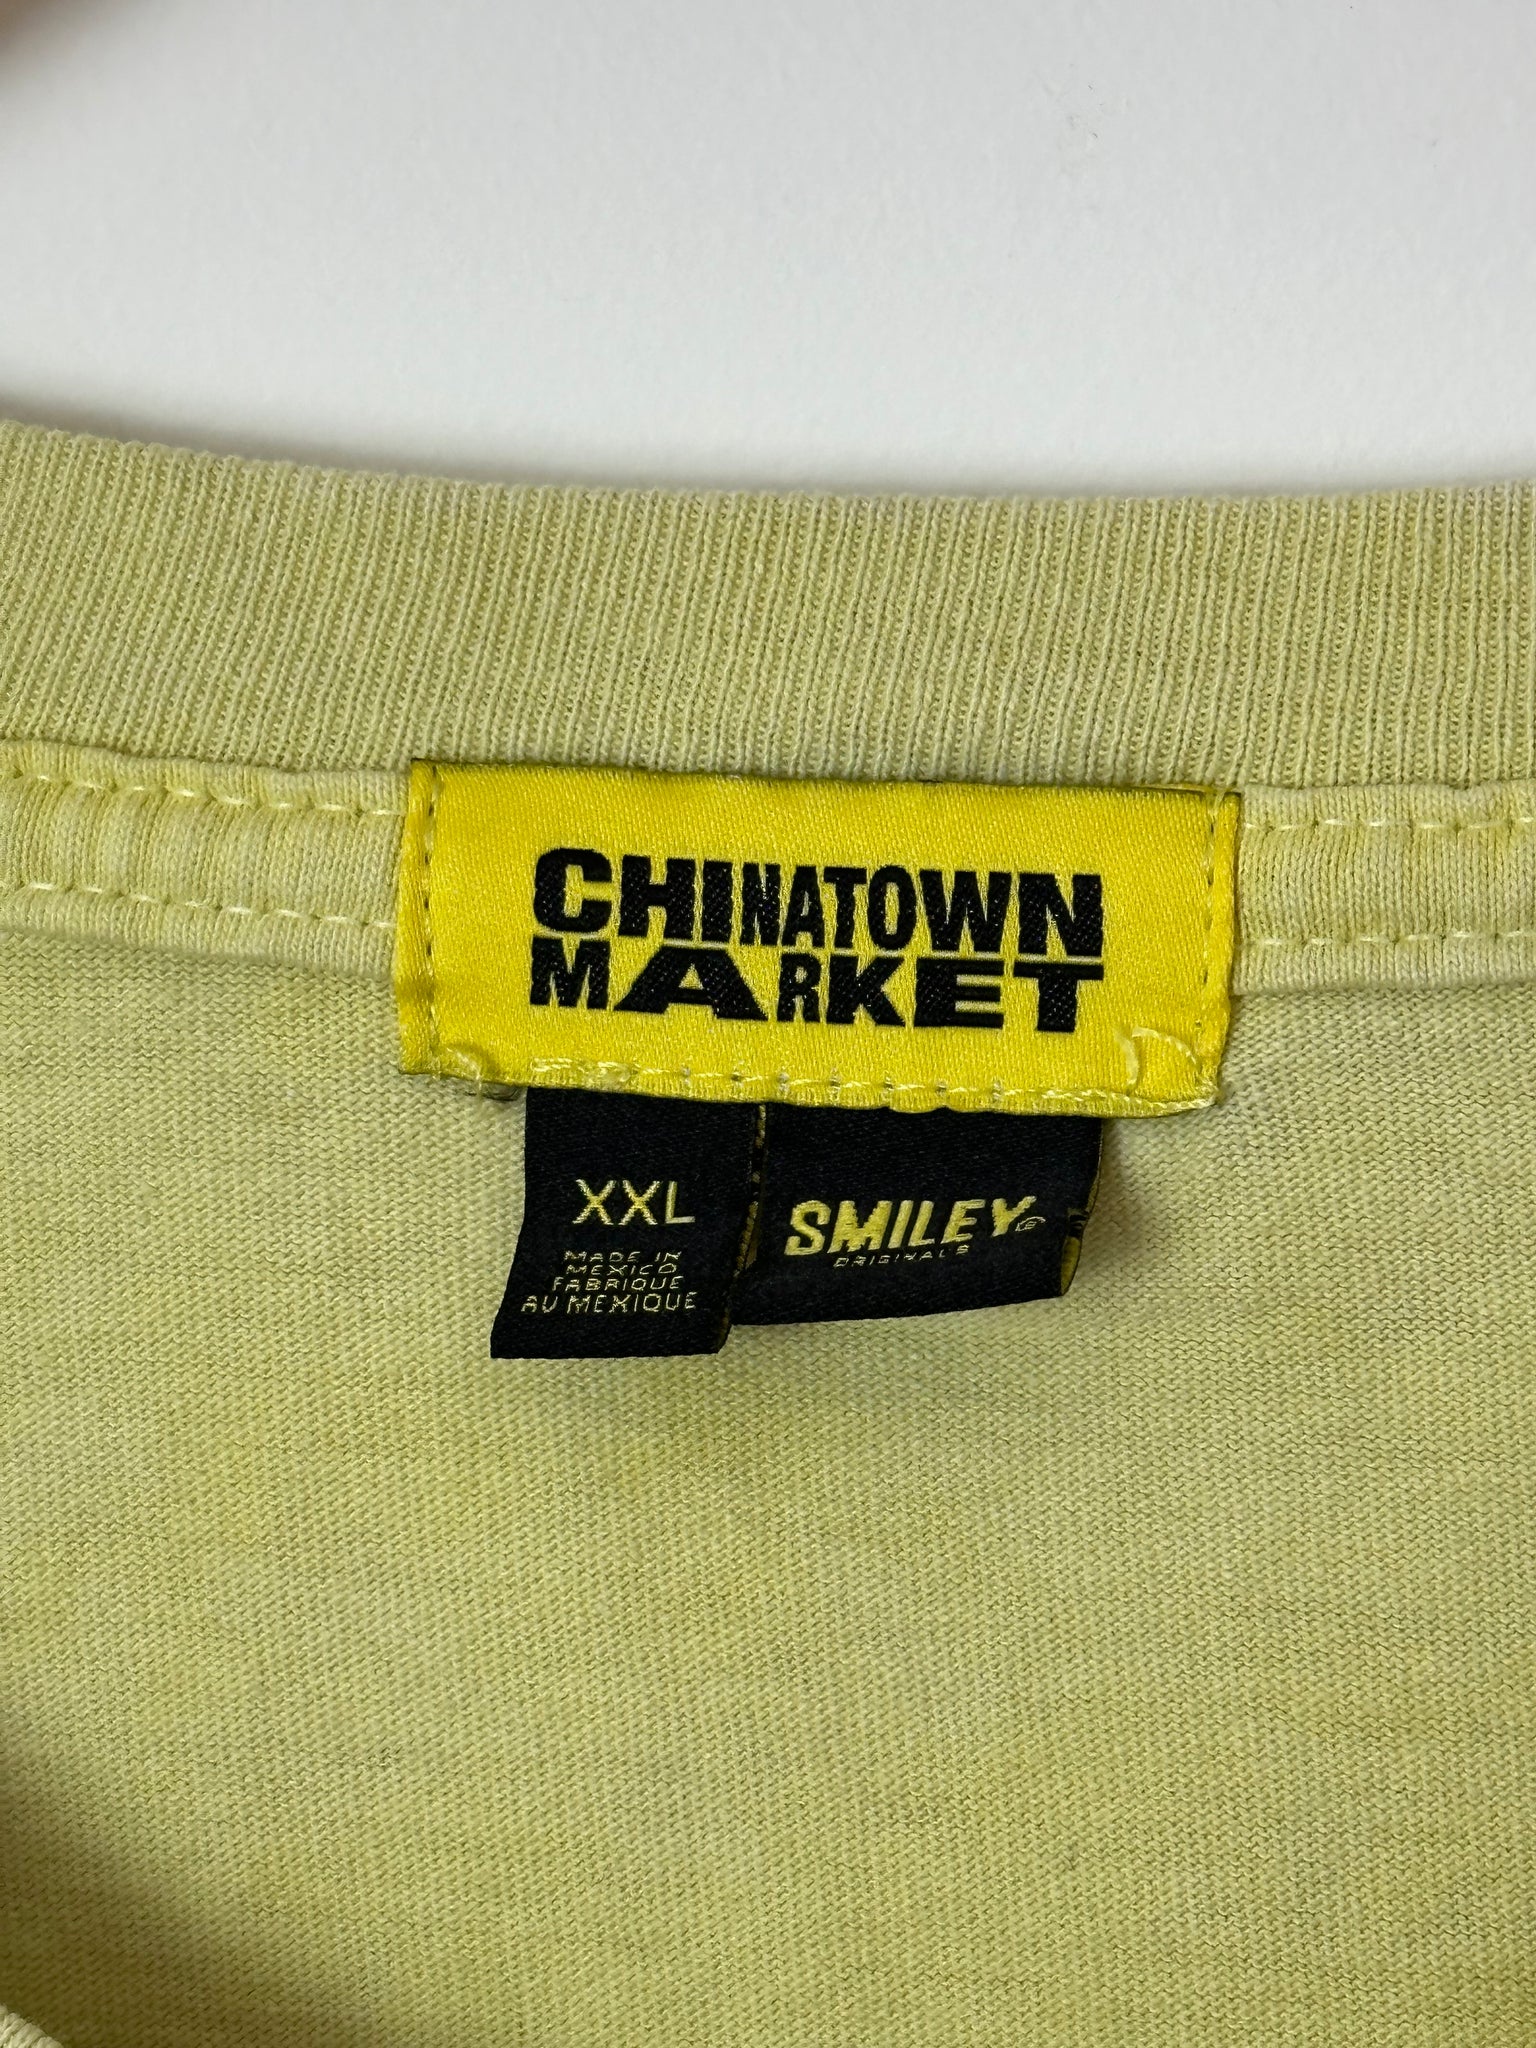 CHINATOWN
MARKET
XXL
MADE IN
MEXICO
FABRIQUE
AU MEXIQUE
SMILEY
ORIGINALS